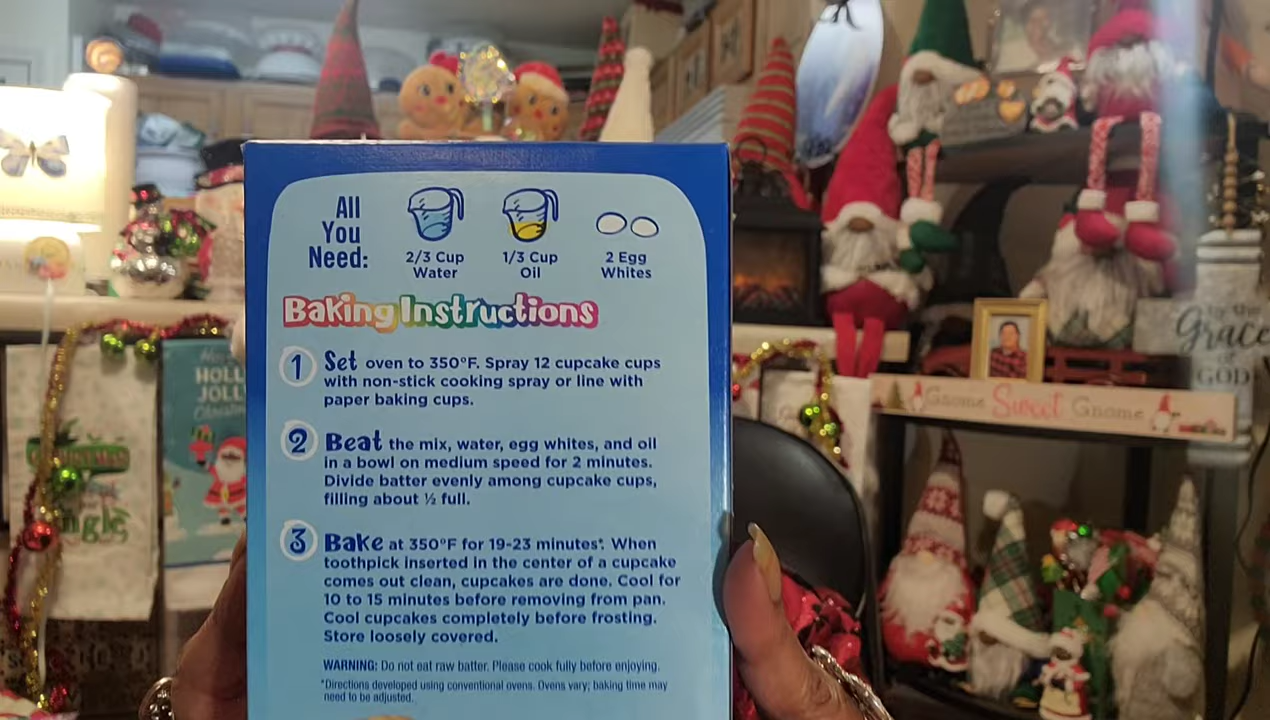 All
You
Need:
2/3 Cup
Water
1/3 Cup
Oil
2 Egg
Whites
Baking Instructions
1 Set oven to 350°F. Spray 12 cupcake cups
with non-stick cooking spray or line with
paper baking cups.
2 Beat the mix, water, egg whites, and oil
in a bowl on medium speed for 2 minutes.
Divide batter evenly among cupcake cups,
filling about ½ full.
3 Bake at 350°F for 19-23 minutes*. When
toothpick inserted in the center of a cupcake
comes out clean, cupcakes are done. Cool for
10 to 15 minutes before removing from pan.
Cool cupcakes completely before frosting.
Store loosely covered.
WARNING: Do not eat raw batter. Please cook fully before enjoying.
*Directions developed using conventional ovens. Ovens vary; baking time may
need to be adjusted.
HOLLY
JOLLY
Christmas
Grace
of
GOD
Gnome Sweet Gnome